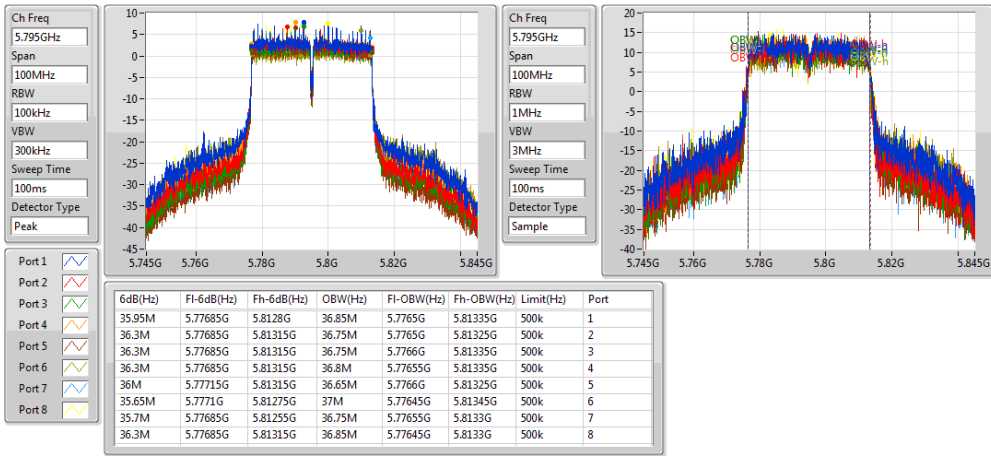 Ch Freq
5.795GHz
Span
100MHz
RBW
100kHz
VBW
300kHz
Sweep Time
100ms
Detector Type
Peak
15
10
5
0
-5
-10
-15
-20
-25
-30
-35
-40
-45
5.745G 5.76G 5.78G 5.8G 5.82G 5.845G
Ch Freq
5.795GHz
Span
100MHz
RBW
1MHz
VBW
3MHz
Sweep Time
100ms
Detector Type
Sample
20
15
10
5
0
-5
-10
-15
-20
-25
-30
-35
-40
5.745G 5.76G 5.78G 5.8G 5.82G 5.845G
Port 1
Port 2
Port 3
Port 4
Port 5
Port 6
Port 7
Port 8
6dB(Hz) Fl-6dB(Hz) Fh-6dB(Hz) OBW(Hz) Fl-OBW(Hz) Fh-OBW(Hz) Limit(Hz) Port
35.95M 5.77685G 5.8128G 36.85M 5.7765G 5.81335G 500k 1
36.3M 5.77685G 5.81315G 36.75M 5.7765G 5.81325G 500k 2
36.3M 5.77685G 5.81315G 36.75M 5.7766G 5.81335G 500k 3
36.3M 5.77685G 5.81315G 36.8M 5.77655G 5.81335G 500k 4
36M 5.77715G 5.81315G 36.65M 5.7766G 5.81325G 500k 5
35.65M 5.7771G 5.81275G 37M 5.77645G 5.81345G 500k 6
35.7M 5.77685G 5.81255G 36.75M 5.77655G 5.8133G 500k 7
36.3M 5.77685G 5.81315G 36.85M 5.77645G 5.8133G 500k 8